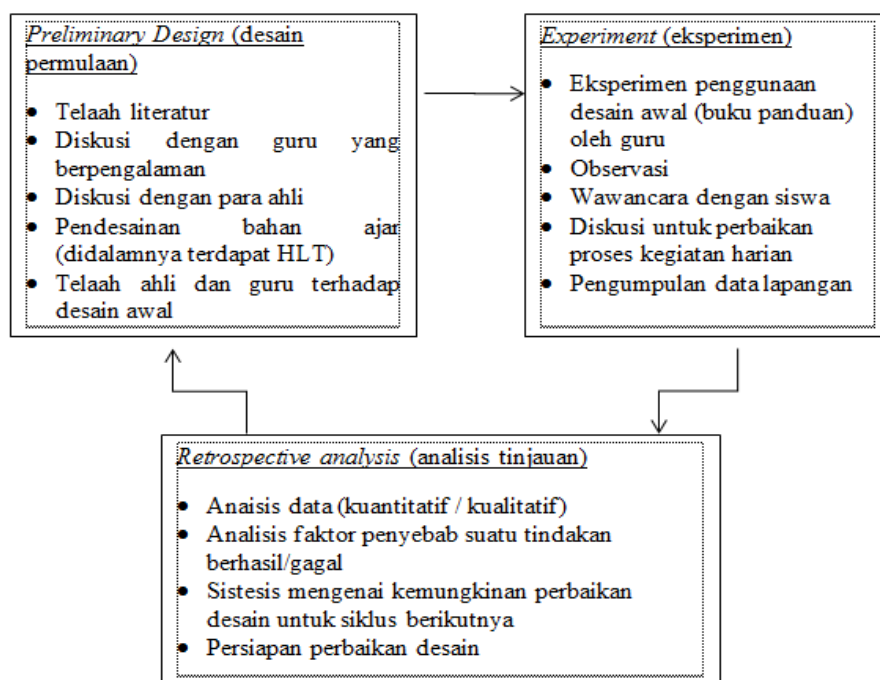 Preliminary Design (desain
permulaan)
● Telaah literatur
● Diskusi dengan guru yang
berpengalaman
● Diskusi dengan para ahli
● Pendesainan bahan ajar
(didalamnya terdapat HLT)
● Telaah ahli dan guru terhadap
desain awal
Experiment (eksperimen)
● Eksperimen penggunaan
desain awal (buku panduan)
oleh guru
● Observasi
● Wawancara dengan siswa
● Diskusi untuk perbaikan
proses kegiatan harian
● Pengumpulan data lapangan
Retrospective analysis (analisis tinjauan)
● Anaisis data (kuantitatif / kualitatif)
● Analisis faktor penyebab suatu tindakan
berhasil/gagal
● Sistesis mengenai kemungkinan perbaikan
desain untuk siklus berikutnya
● Persiapan perbaikan desain